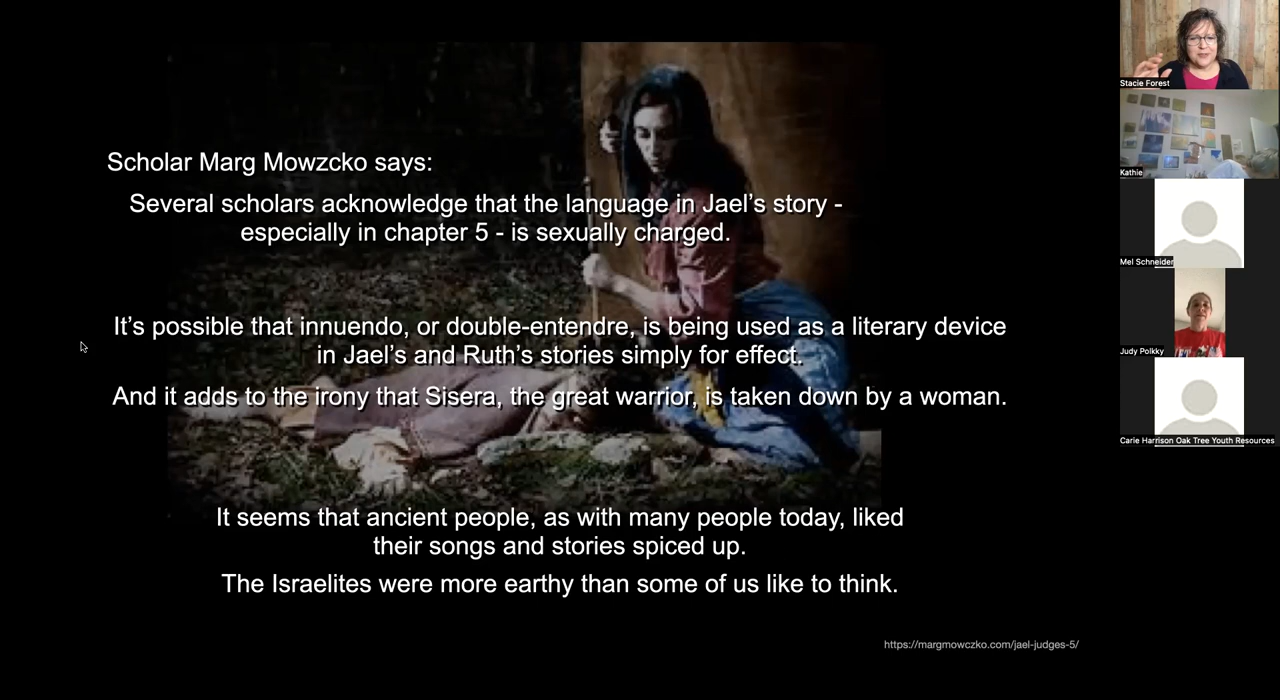 Scholar Marg Mowzcko says:
Several scholars acknowledge that the language in Jael's story -
especially in chapter 5 - is sexually charged.
It's possible that innuendo, or double-entendre, is being used as a literary device
in Jael's and Ruth's stories simply for effect.
And it adds to the irony that Sisera, the great warrior, is taken down by a woman.
It seems that ancient people, as with many people today, liked
their songs and stories spiced up.
The Israelites were more earthy than some of us like to think.
https://margmowczko.com/jael-judges-5/
Stacie Forest
Kathie
Mel Schneider
Judy Polkky
Carie Harrison Oak Tree Youth Resources